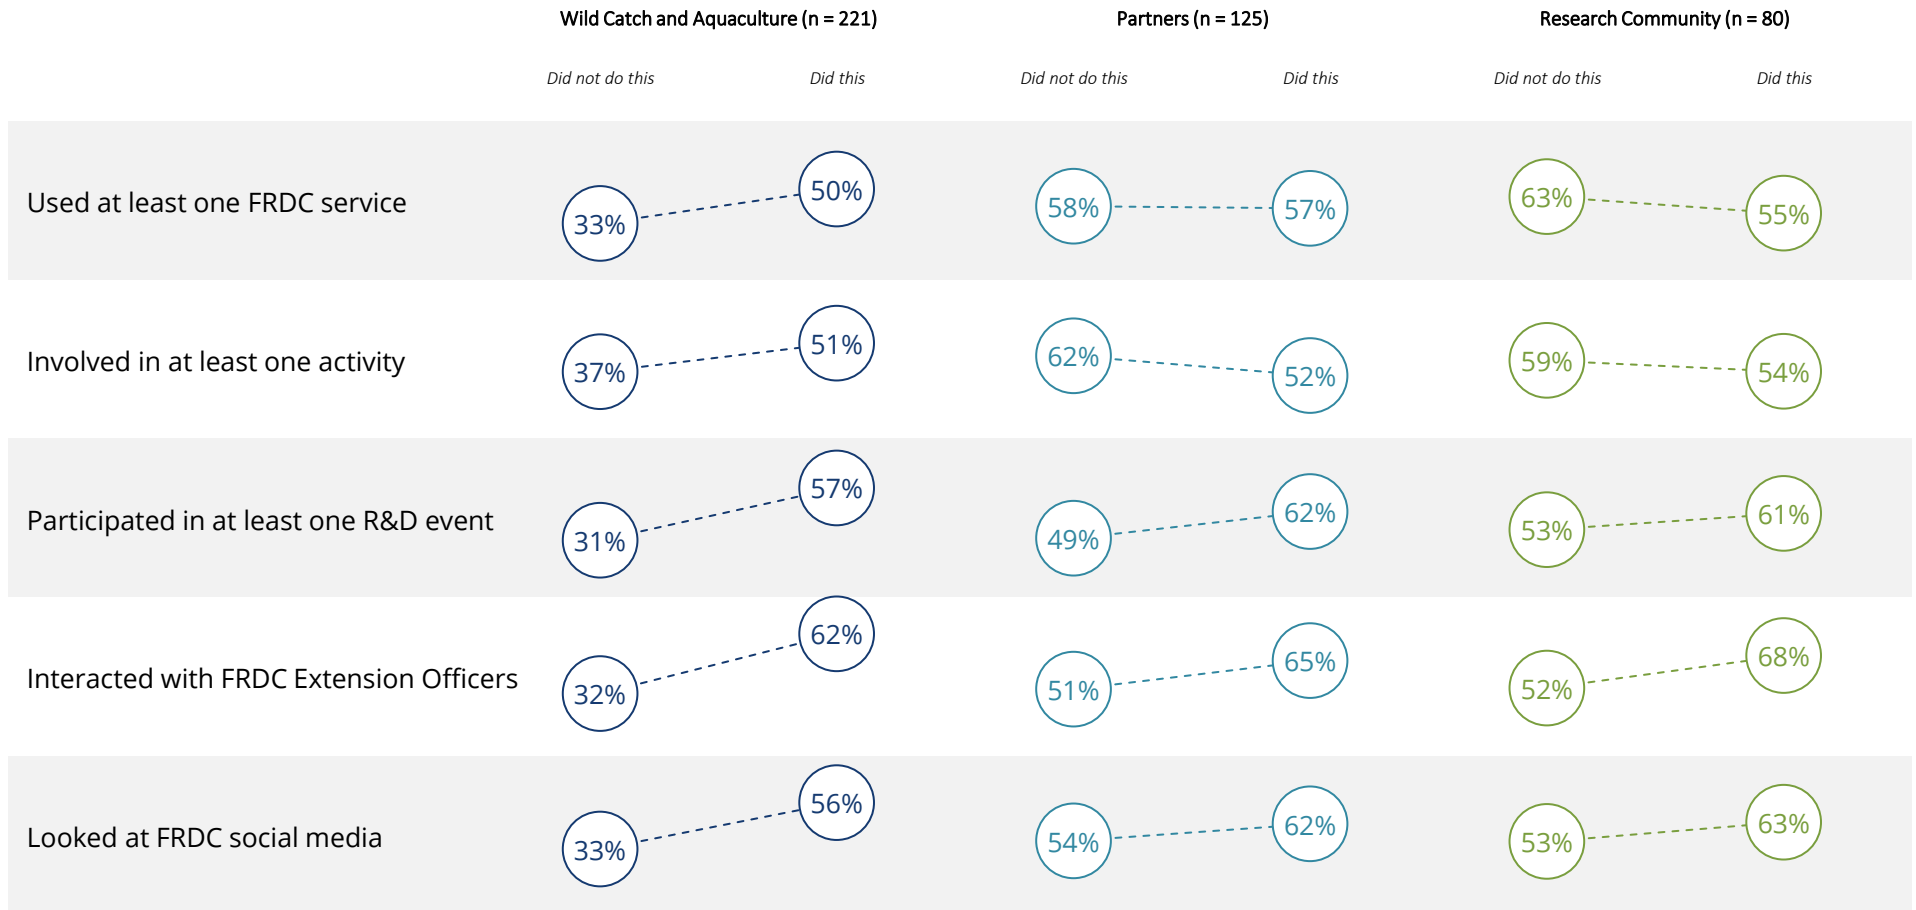 Wild Catch and Aquaculture (n = 221)
Partners (n = 125)
Research Community (n = 80)
Did not do this
Did this
Did not do this
Did this
Did not do this
Did this
Used at least one FRDC service
33%
50%
58%
57%
63%
55%
Involved in at least one activity
37%
51%
62%
52%
59%
54%
Participated in at least one R&D event
31%
57%
49%
62%
53%
61%
Interacted with FRDC Extension Officers
32%
62%
51%
65%
52%
68%
Looked at FRDC social media
33%
56%
54%
62%
53%
63%